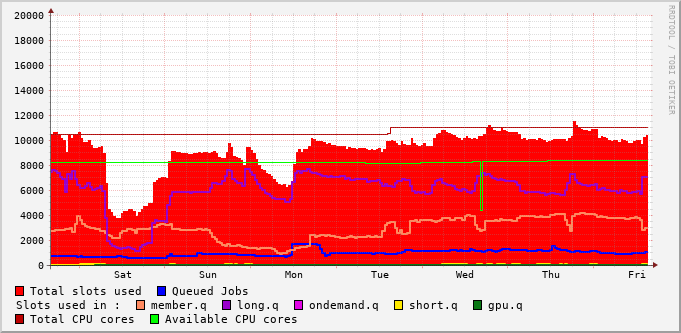 20000
18000
16000
14000
12000
10000
8000
6000
4000
2000
0
Sat Sun Mon Tue Wed Thu Fri
RRDTOOL / TOBI OETIKER
Total slots used Queued Jobs
Slots used in : member.q long.q ondemand.q short.q gpu.q
Total CPU cores Available CPU cores